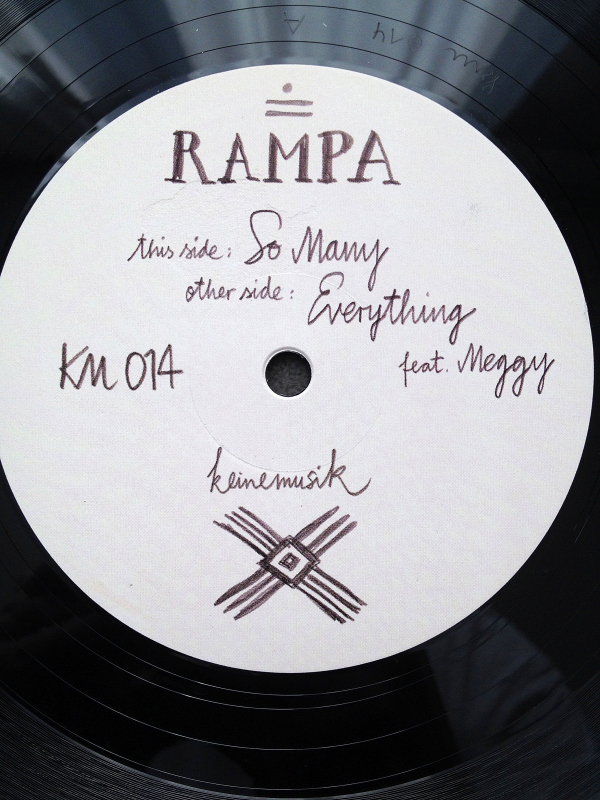 RAMPA
this side: So Many
other side: Everything
feat. Meggy
KM 014
keinemusik